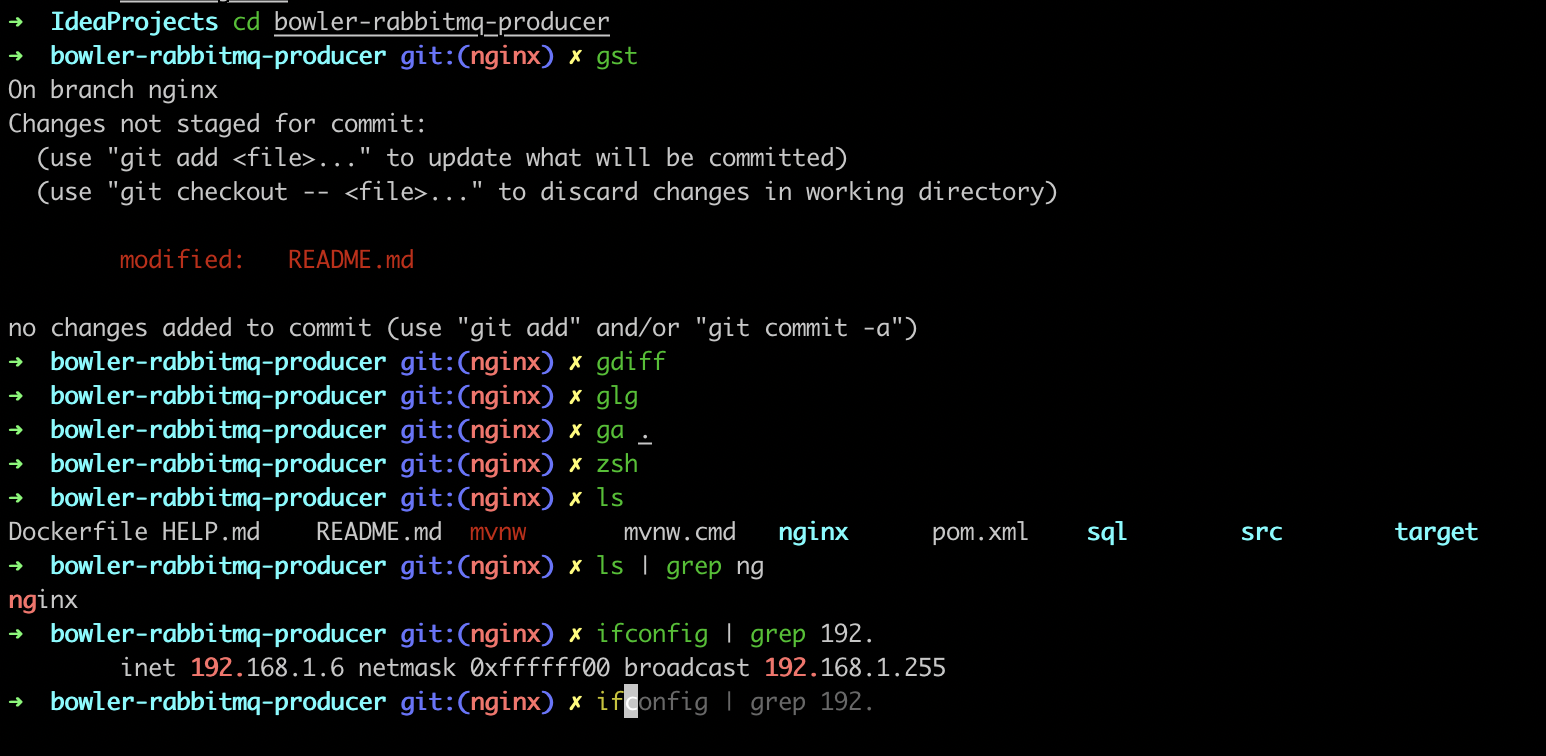 ➜  IdeaProjects cd bowler-rabbitmq-producer
➜  bowler-rabbitmq-producer git:(nginx) ✗ gst
On branch nginx
Changes not staged for commit:
  (use "git add <file>..." to update what will be committed)
  (use "git checkout -- <file>..." to discard changes in working directory)
        modified:   README.md
no changes added to commit (use "git add" and/or "git commit -a")
➜  bowler-rabbitmq-producer git:(nginx) ✗ gdiff
➜  bowler-rabbitmq-producer git:(nginx) ✗ glg
➜  bowler-rabbitmq-producer git:(nginx) ✗ ga .
➜  bowler-rabbitmq-producer git:(nginx) ✗ zsh
➜  bowler-rabbitmq-producer git:(nginx) ✗ ls
Dockerfile HELP.md    README.md  mvnw       mvnw.cmd   nginx      pom.xml    sql        src        target
➜  bowler-rabbitmq-producer git:(nginx) ✗ ls | grep ng
nginx
➜  bowler-rabbitmq-producer git:(nginx) ✗ ifconfig | grep 192.
        inet 192.168.1.6 netmask 0xffffff00 broadcast 192.168.1.255
➜  bowler-rabbitmq-producer git:(nginx) ✗ ifconfig | grep 192.